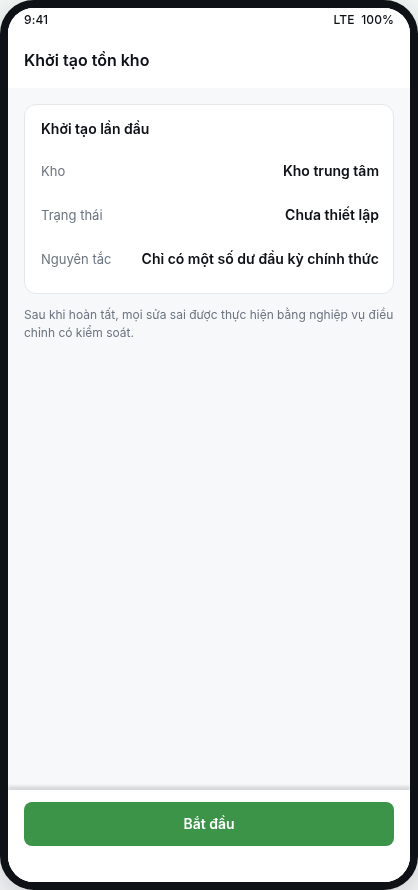 9:41 LTE 100%
Khởi tạo tồn kho
Khởi tạo lần đầu
Kho Kho trung tâm
Trạng thái Chưa thiết lập
Nguyên tắc Chỉ có một số dư đầu kỳ chính thức
Sau khi hoàn tất, mọi sửa sai được thực hiện bằng nghiệp vụ điều
chỉnh có kiểm soát.
Bắt đầu